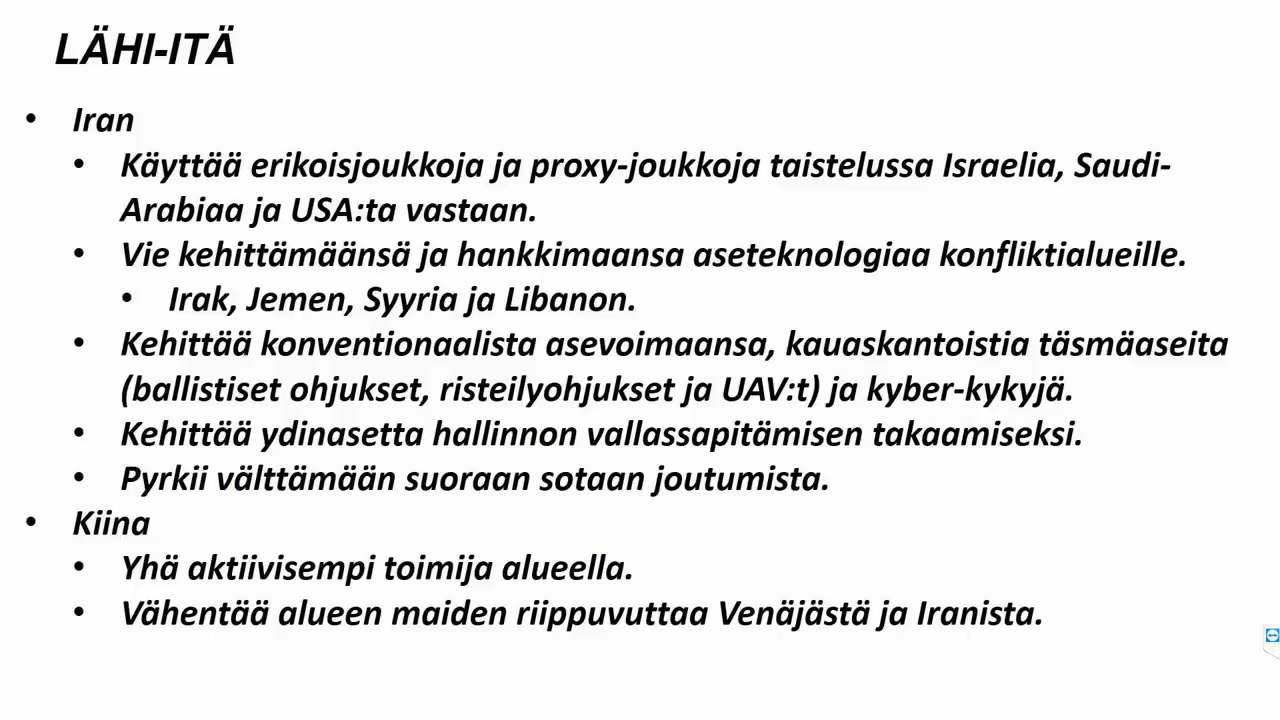 LÄHI-ITÄ
• Iran
• Käyttää erikoisjoukkoja ja proxy-joukkoja taistelussa Israelia, Saudi-
Arabiaa ja USA:ta vastaan.
• Vie kehittämäänsä ja hankkimaansa aseteknologiaa konfliktialueille.
• Irak, Jemen, Syyria ja Libanon.
• Kehittää konventionaalista asevoimaansa, kauaskantoistia täsmäaseita
(ballistiset ohjukset, risteilyohjukset ja UAV:t) ja kyber-kykyjä.
• Kehittää ydinasetta hallinnon vallassapitämisen takaamiseksi.
• Pyrkii välttämään suoraan sotaan joutumista.
• Kiina
• Yhä aktiivisempi toimija alueella.
• Vähentää alueen maiden riippuvuttaa Venäjästä ja Iranista.